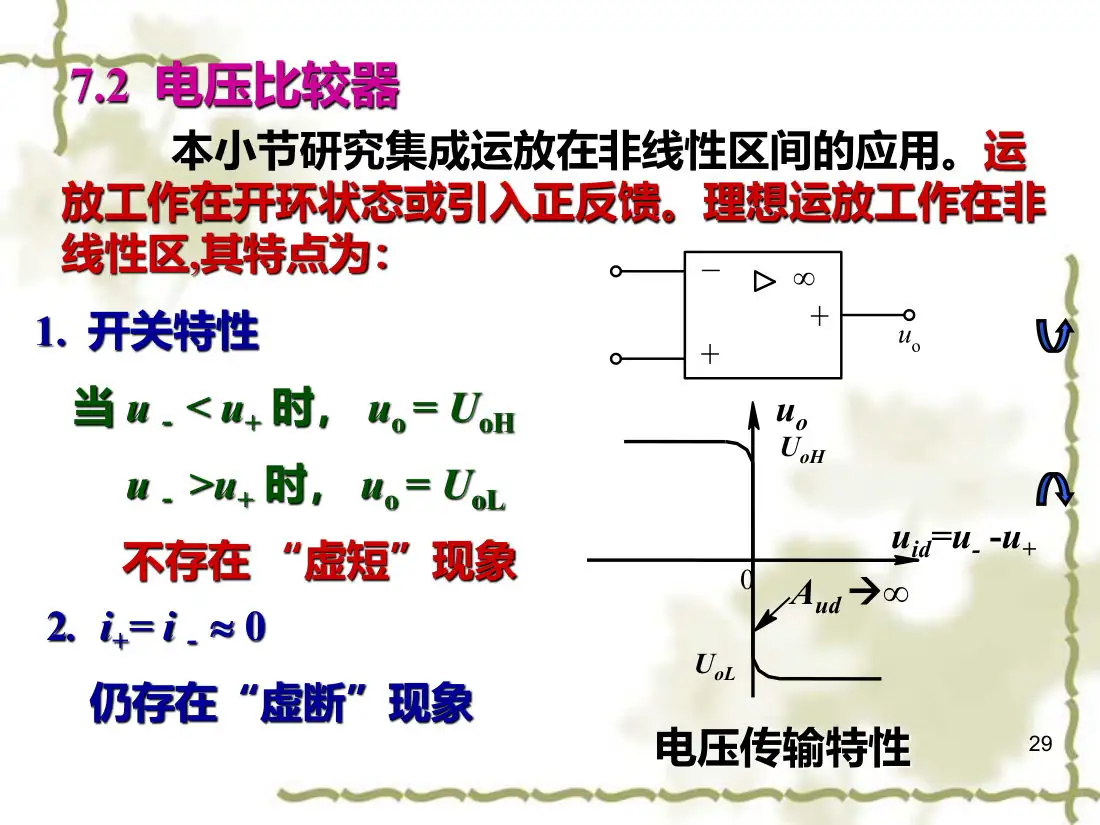 7.2 电压比较器
本小节研究集成运放在非线性区间的应用。运
放工作在开环状态或引入正反馈。理想运放工作在非
线性区,其特点为：
1. 开关特性
当 u - < u+ 时， uo = UoH
u - >u+ 时， uo = UoL
不存在 “虚短”现象
2. i+= i - ≈ 0
仍存在“虚断”现象
− ▷ ∞
+
+
uo
uo
UoH
uid=u- -u+
0
Aud →∞
UoL
电压传输特性
29